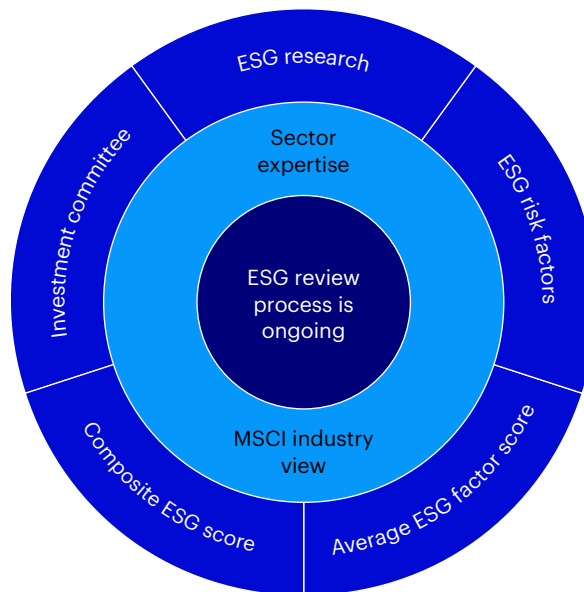 ESG research
ESG risk factors
Average ESG factor score
Composite ESG score
Investment committee
Sector
expertise
ESG review
process is
ongoing
MSCI industry
view